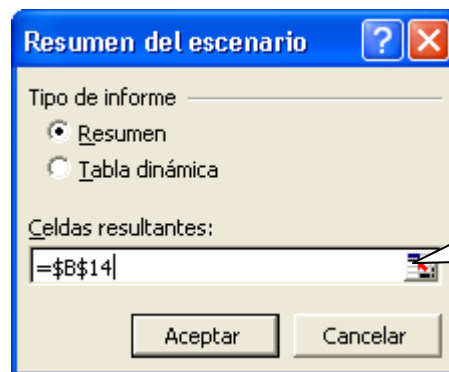 Resumen del escenario
Tipo de informe
Resumen
Tabla dinámica
Celdas resultantes:
=$B$14
Aceptar
Cancelar